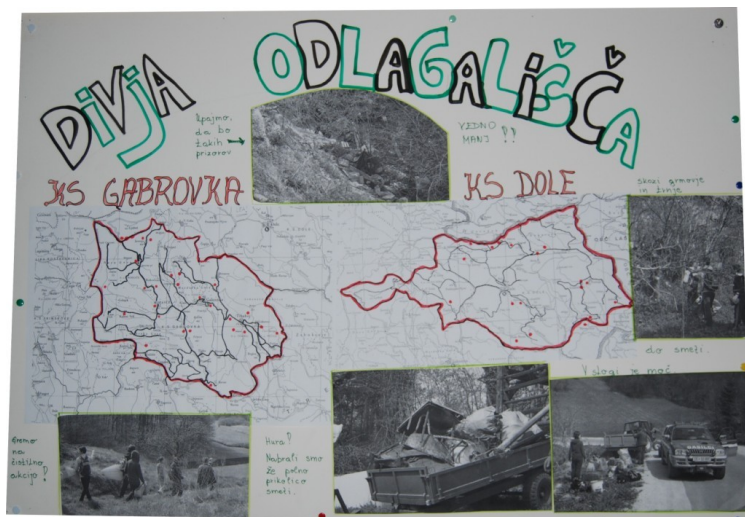 DIVJA ODLAGALIŠČA
Upajmo,
da bo
takih
prizorov
VEDNO
MANJ !!
KS GABROVKA
KS DOLE
skozi grmovje
in trnje
do smeti.
V slogi je moč.
Gremo
na
čistilno
akcijo!
Hura!
Nabrali smo
že polno
prikolico
smeti.